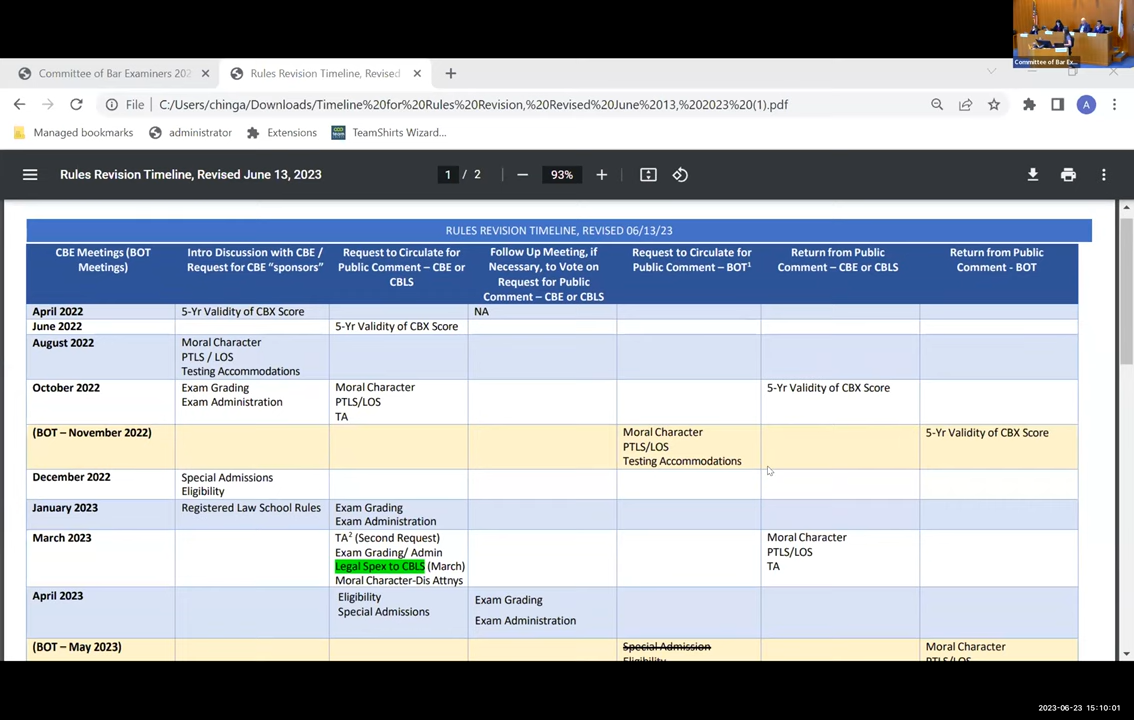 Committee of Bar Ex...
Committee of Bar Examiners 202
Rules Revision Timeline, Revised
File
C:/Users/chinga/Downloads/Timeline%20for%20Rules%20Revision,%20Revised%20June%2013,%202023%20(1).pdf
A
Managed bookmarks
administrator
Extensions
TeamShirts Wizard...
Rules Revision Timeline, Revised June 13, 2023
1 / 2
93%
RULES REVISION TIMELINE, REVISED 06/13/23
CBE Meetings (BOT
Meetings)
Intro Discussion with CBE /
Request for CBE “sponsors”
Request to Circulate for
Public Comment – CBE or
CBLS
Follow Up Meeting, if
Necessary, to Vote on
Request for Public
Comment – CBE or CBLS
Request to Circulate for
Public Comment – BOT¹
Return from Public
Comment – CBE or CBLS
Return from Public
Comment - BOT
April 2022
5-Yr Validity of CBX Score
NA
June 2022
5-Yr Validity of CBX Score
August 2022
Moral Character
PTLS / LOS
Testing Accommodations
October 2022
Exam Grading
Exam Administration
Moral Character
PTLS/LOS
TA
5-Yr Validity of CBX Score
(BOT – November 2022)
Moral Character
PTLS/LOS
Testing Accommodations
5-Yr Validity of CBX Score
December 2022
Special Admissions
Eligibility
January 2023
Registered Law School Rules
Exam Grading
Exam Administration
March 2023
TA² (Second Request)
Exam Grading/ Admin
Legal Spex to CBLS (March)
Moral Character-Dis Attnys
Moral Character
PTLS/LOS
TA
April 2023
Eligibility
Special Admissions
Exam Grading
Exam Administration
(BOT – May 2023)
Special Admission
Eligibility
Moral Character
PTLS/LOS
2023-06-23 15:10:01